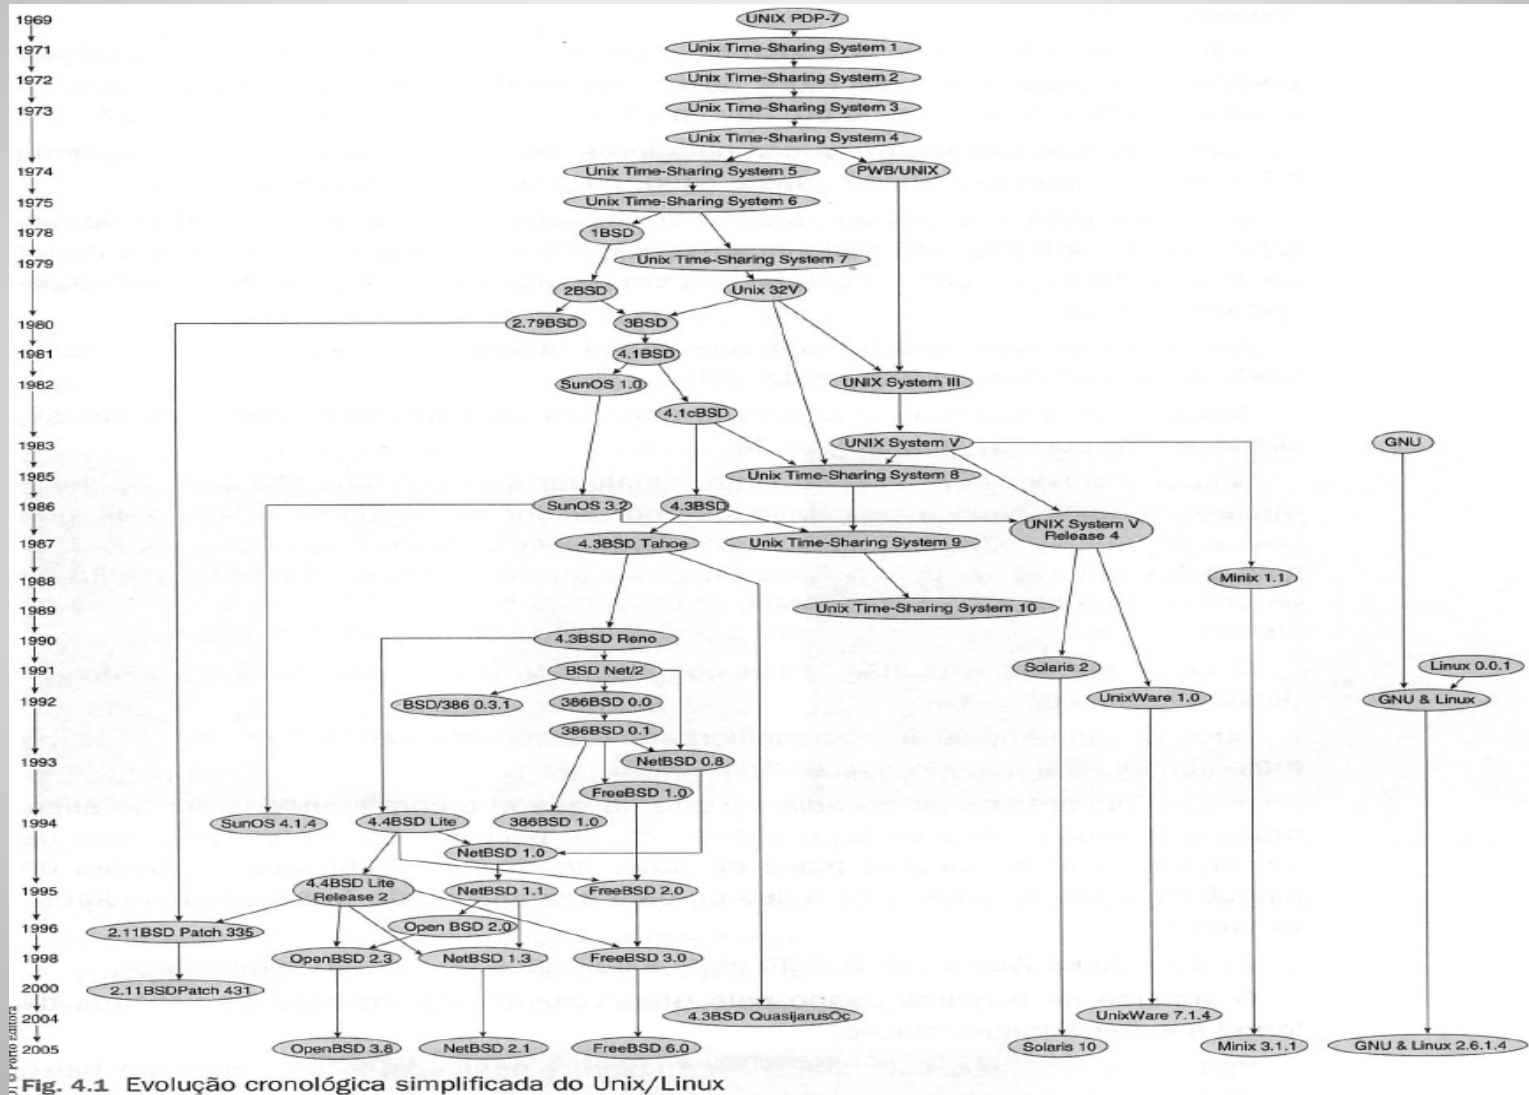 1969
UNIX PDP-7
1971
Unix Time-Sharing System 1
1972
Unix Time-Sharing System 2
1973
Unix Time-Sharing System 3
Unix Time-Sharing System 4
1974
Unix Time-Sharing System 5
PWB/UNIX
1975
Unix Time-Sharing System 6
1978
1BSD
1979
Unix Time-Sharing System 7
2BSD
Unix 32V
1980
2.79BSD
3BSD
1981
4.1BSD
1982
SunOS 1.0
UNIX System III
4.1cBSD
1983
UNIX System V
GNU
1985
Unix Time-Sharing System 8
1986
SunOS 3.2
4.3BSD
UNIX System V
Release 4
1987
4.3BSD Tahoe
Unix Time-Sharing System 9
1988
Minix 1.1
1989
Unix Time-Sharing System 10
1990
4.3BSD Reno
1991
BSD Net/2
Solaris 2
Linux 0.0.1
1992
BSD/386 0.3.1
386BSD 0.0
UnixWare 1.0
GNU & Linux
386BSD 0.1
1993
NetBSD 0.8
FreeBSD 1.0
1994
SunOS 4.1.4
4.4BSD Lite
386BSD 1.0
NetBSD 1.0
1995
4.4BSD Lite
Release 2
NetBSD 1.1
FreeBSD 2.0
1996
2.11BSD Patch 335
Open BSD 2.0
1998
OpenBSD 2.3
NetBSD 1.3
FreeBSD 3.0
2000
2.11BSDPatch 431
2004
4.3BSD QuasijarusOc
UnixWare 7.1.4
2005
OpenBSD 3.8
NetBSD 2.1
FreeBSD 6.0
Solaris 10
Minix 3.1.1
GNU & Linux 2.6.1.4
© Porto Editora
Fig. 4.1 Evolução cronológica simplificada do Unix/Linux